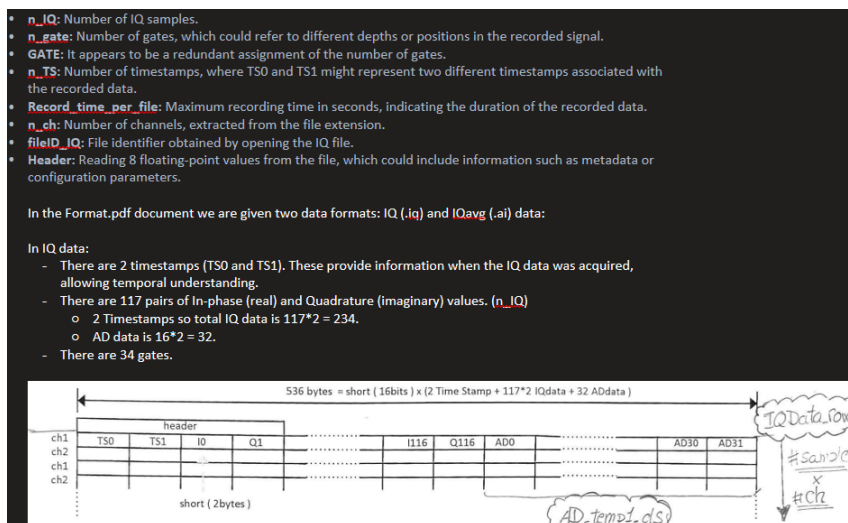 • n_IQ: Number of IQ samples.
• n_gate: Number of gates, which could refer to different depths or positions in the recorded signal.
• GATE: It appears to be a redundant assignment of the number of gates.
• n_TS: Number of timestamps, where TS0 and TS1 might represent two different timestamps associated with
the recorded data.
• Record_time_per_file: Maximum recording time in seconds, indicating the duration of the recorded data.
• n_ch: Number of channels, extracted from the file extension.
• fileID_IQ: File identifier obtained by opening the IQ file.
• Header: Reading 8 floating-point values from the file, which could include information such as metadata or
configuration parameters.
In the Format.pdf document we are given two data formats: IQ (.iq) and IQavg (.ai) data:
In IQ data:
- There are 2 timestamps (TS0 and TS1). These provide information when the IQ data was acquired,
allowing temporal understanding.
- There are 117 pairs of In-phase (real) and Quadrature (imaginary) values. (n_IQ)
o 2 Timestamps so total IQ data is 117*2 = 234.
o AD data is 16*2 = 32.
- There are 34 gates.
536 bytes = short ( 16bits ) x (2 Time Stamp + 117*2 IQdata + 32 ADdata )
header
IQData_row
ch1 TS0 TS1 I0 Q1 I116 Q116 AD0 AD30 AD31
ch2
ch1
ch2
#sample
x
#ch
short ( 2bytes )
AD_temp1.ds